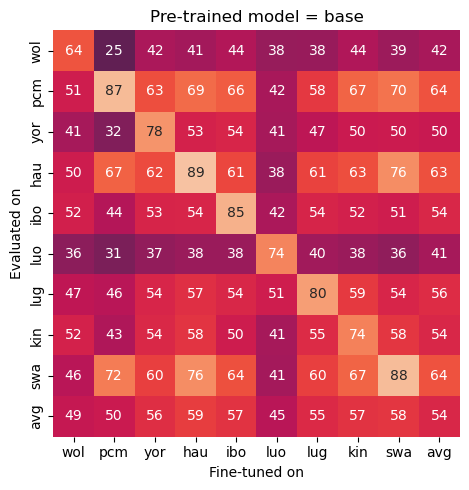 Pre-trained model = base
wol 64 25 42 41 44 38 38 44 39 42
pcm 51 87 63 69 66 42 58 67 70 64
yor 41 32 78 53 54 41 47 50 50 50
hau 50 67 62 89 61 38 61 63 76 63
ibo 52 44 53 54 85 42 54 52 51 54
luo 36 31 37 38 38 74 40 38 36 41
lug 47 46 54 57 54 51 80 59 54 56
kin 52 43 54 58 50 41 55 74 58 54
swa 46 72 60 76 64 41 60 67 88 64
avg 49 50 56 59 57 45 55 57 58 54
wol pcm yor hau ibo luo lug kin swa avg
Evaluated on
Fine-tuned on